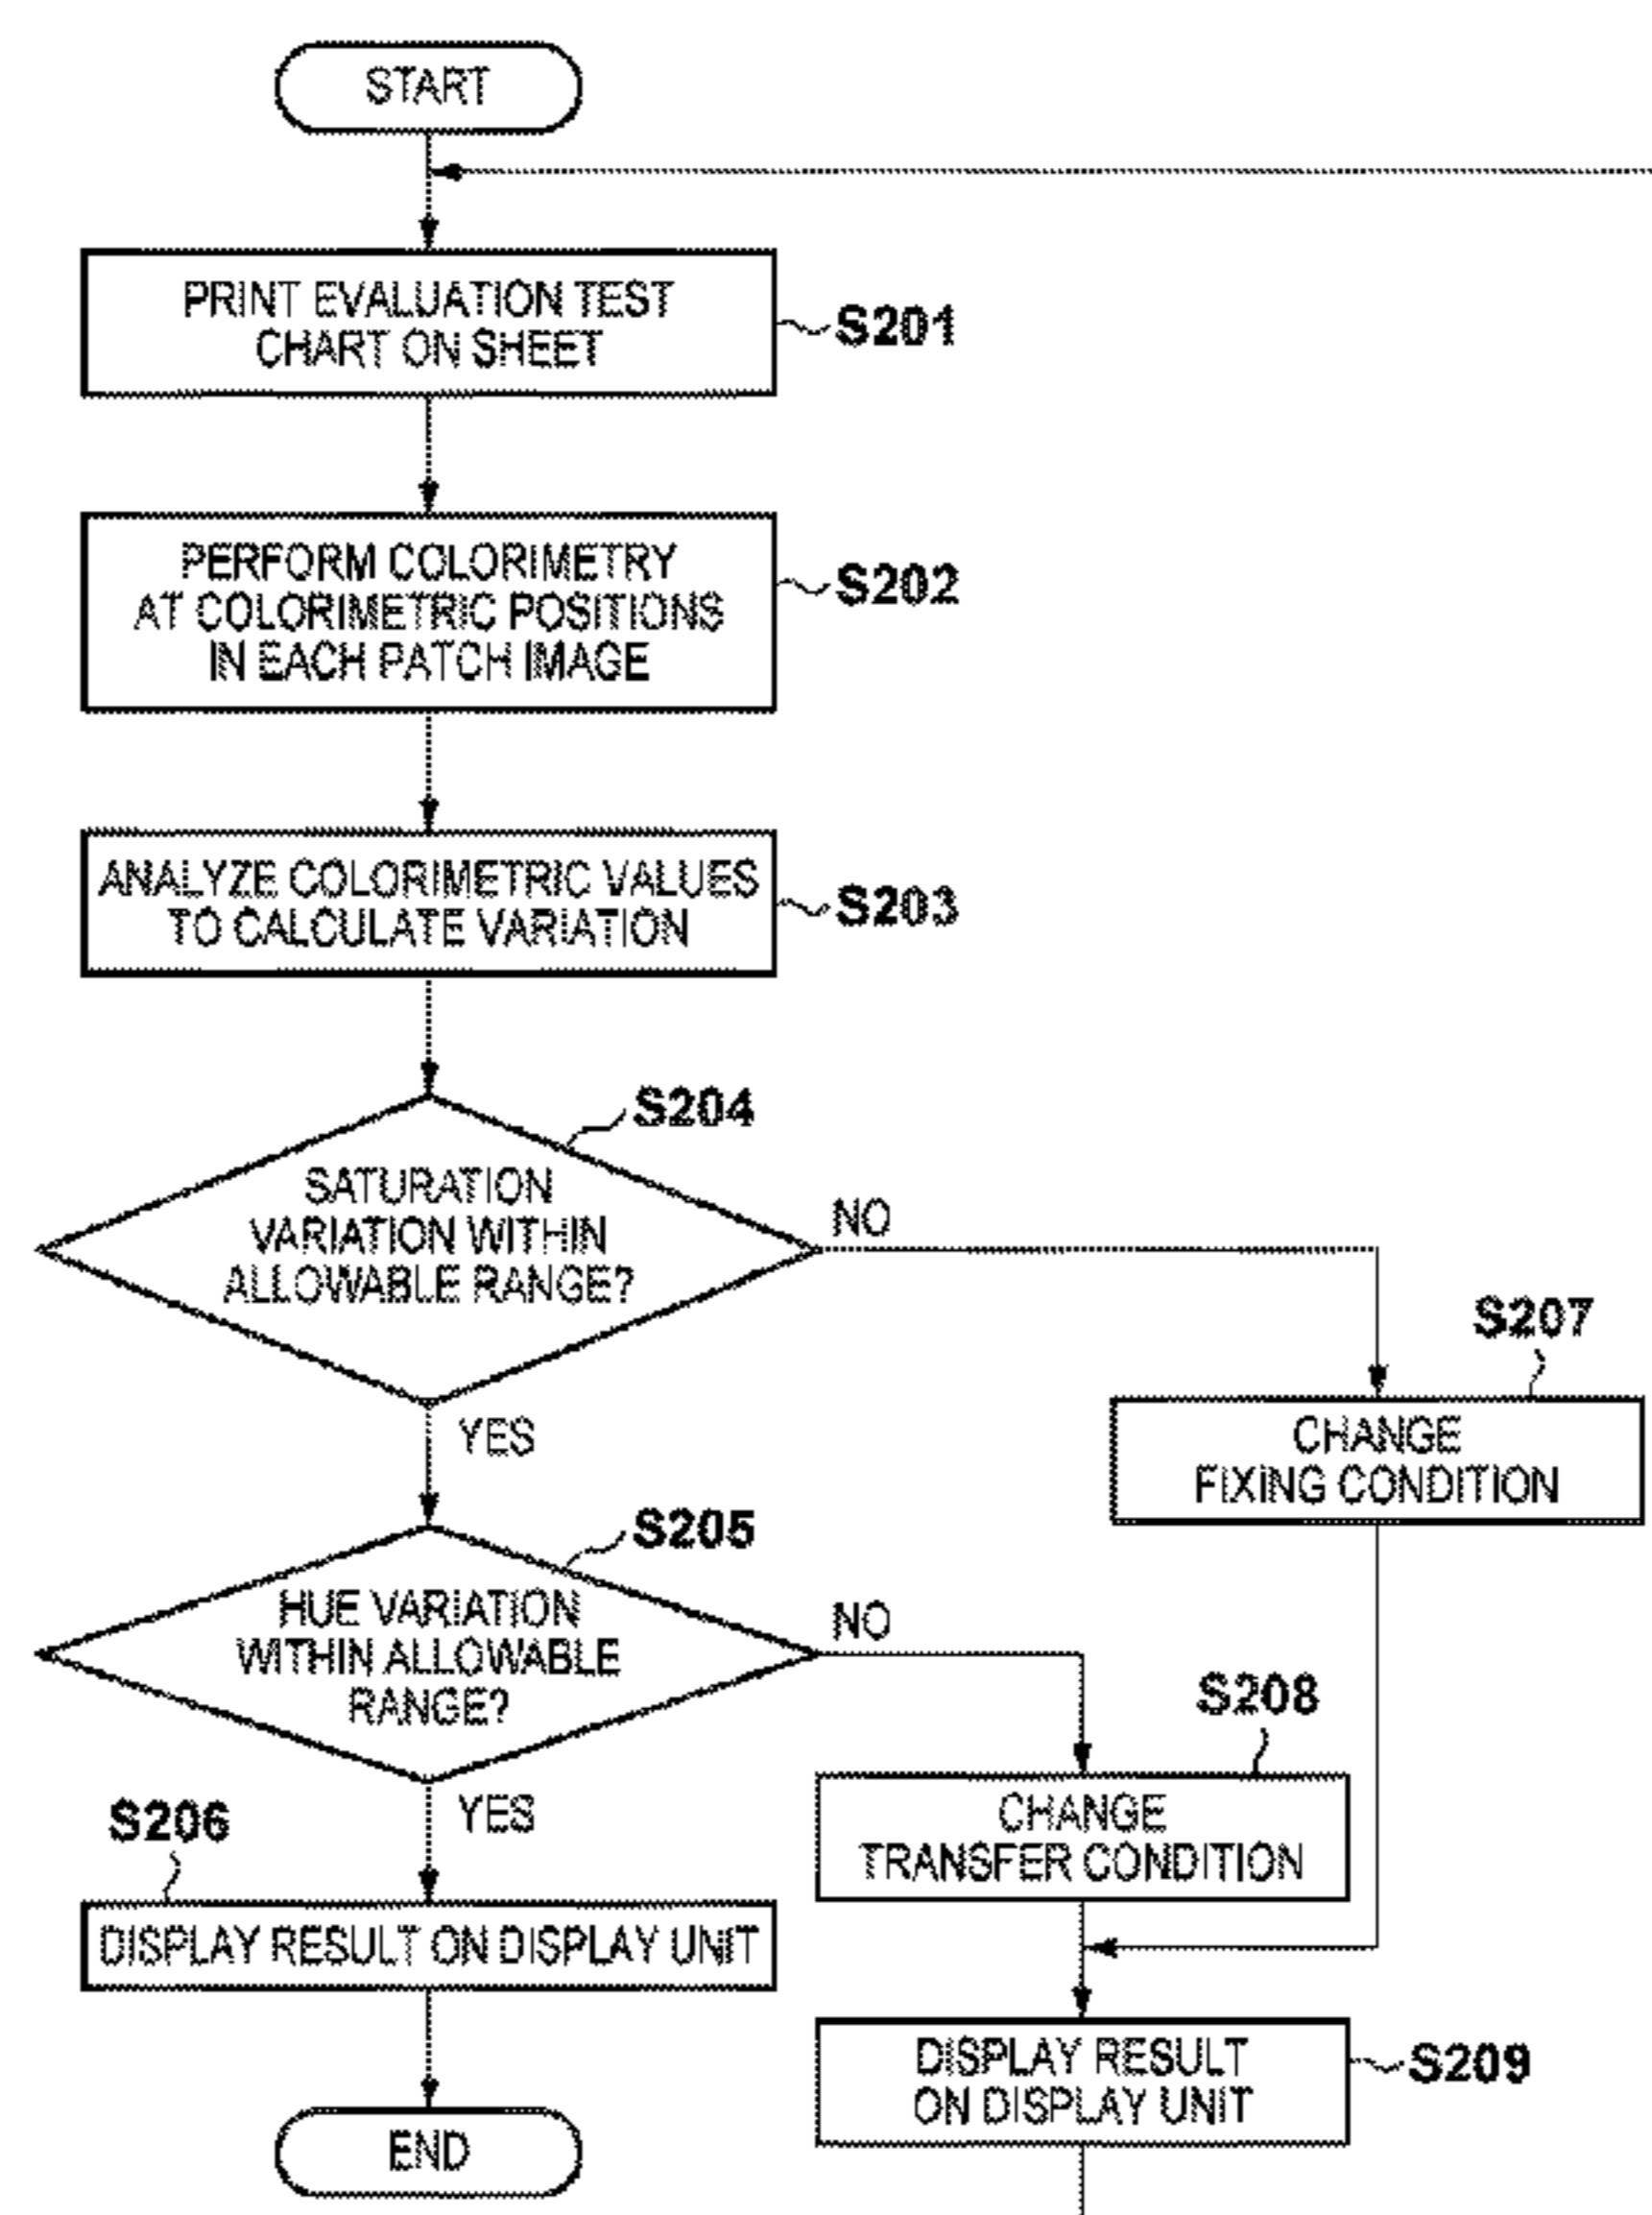 START
PRINT EVALUATION TEST
CHART ON SHEET
S201
PERFORM COLORIMETRY
AT COLORIMETRIC POSITIONS
IN EACH PATCH IMAGE
S202
ANALYZE COLORIMETRIC VALUES
TO CALCULATE VARIATION
S203
S204
SATURATION
VARIATION WITHIN
ALLOWABLE RANGE?
NO
YES
S207
CHANGE
FIXING CONDITION
S205
HUE VARIATION
WITHIN ALLOWABLE
RANGE?
NO
YES
S208
CHANGE
TRANSFER CONDITION
S206
DISPLAY RESULT ON DISPLAY UNIT
DISPLAY RESULT
ON DISPLAY UNIT
S209
END